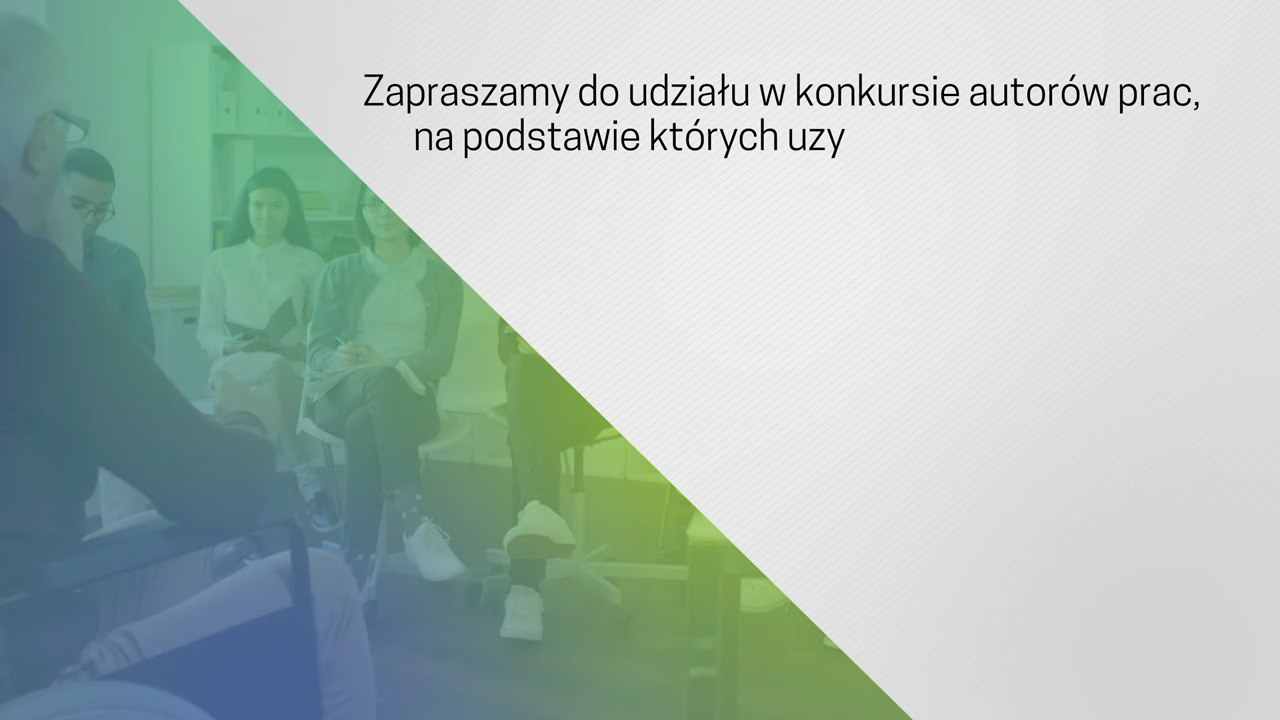 Zapraszamy do udziału w konkursie autorów prac,
na podstawie których uzy